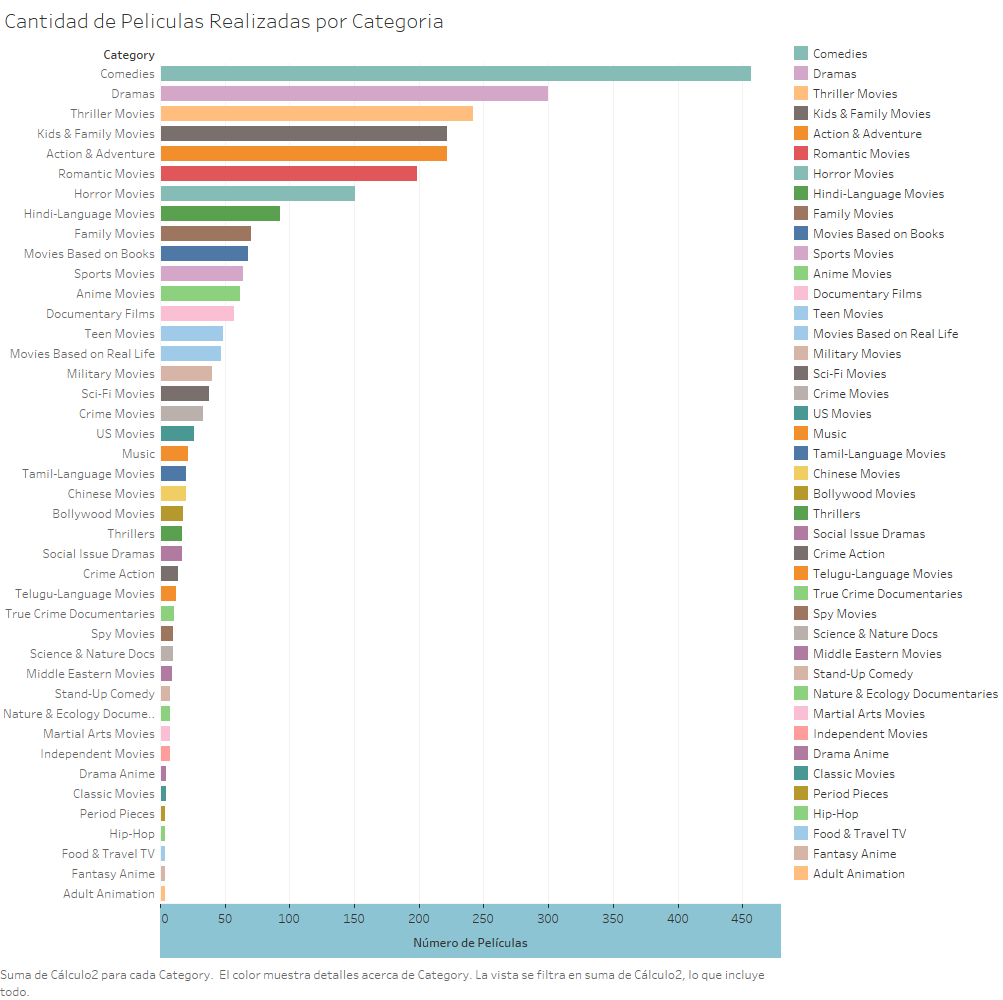 Cantidad de Peliculas Realizadas por Categoria
Category
Comedies
Dramas
Thriller Movies
Kids & Family Movies
Action & Adventure
Romantic Movies
Horror Movies
Hindi-Language Movies
Family Movies
Movies Based on Books
Sports Movies
Anime Movies
Documentary Films
Teen Movies
Movies Based on Real Life
Military Movies
Sci-Fi Movies
Crime Movies
US Movies
Music
Tamil-Language Movies
Chinese Movies
Bollywood Movies
Thrillers
Social Issue Dramas
Crime Action
Telugu-Language Movies
True Crime Documentaries
Spy Movies
Science & Nature Docs
Middle Eastern Movies
Stand-Up Comedy
Nature & Ecology Docume..
Martial Arts Movies
Independent Movies
Drama Anime
Classic Movies
Period Pieces
Hip-Hop
Food & Travel TV
Fantasy Anime
Adult Animation
0 50 100 150 200 250 300 350 400 450
Número de Películas
Comedies
Dramas
Thriller Movies
Kids & Family Movies
Action & Adventure
Romantic Movies
Horror Movies
Hindi-Language Movies
Family Movies
Movies Based on Books
Sports Movies
Anime Movies
Documentary Films
Teen Movies
Movies Based on Real Life
Military Movies
Sci-Fi Movies
Crime Movies
US Movies
Music
Tamil-Language Movies
Chinese Movies
Bollywood Movies
Thrillers
Social Issue Dramas
Crime Action
Telugu-Language Movies
True Crime Documentaries
Spy Movies
Science & Nature Docs
Middle Eastern Movies
Stand-Up Comedy
Nature & Ecology Documentaries
Martial Arts Movies
Independent Movies
Drama Anime
Classic Movies
Period Pieces
Hip-Hop
Food & Travel TV
Fantasy Anime
Adult Animation
Suma de Cálculo2 para cada Category. El color muestra detalles acerca de Category. La vista se filtra en suma de Cálculo2, lo que incluye
todo.